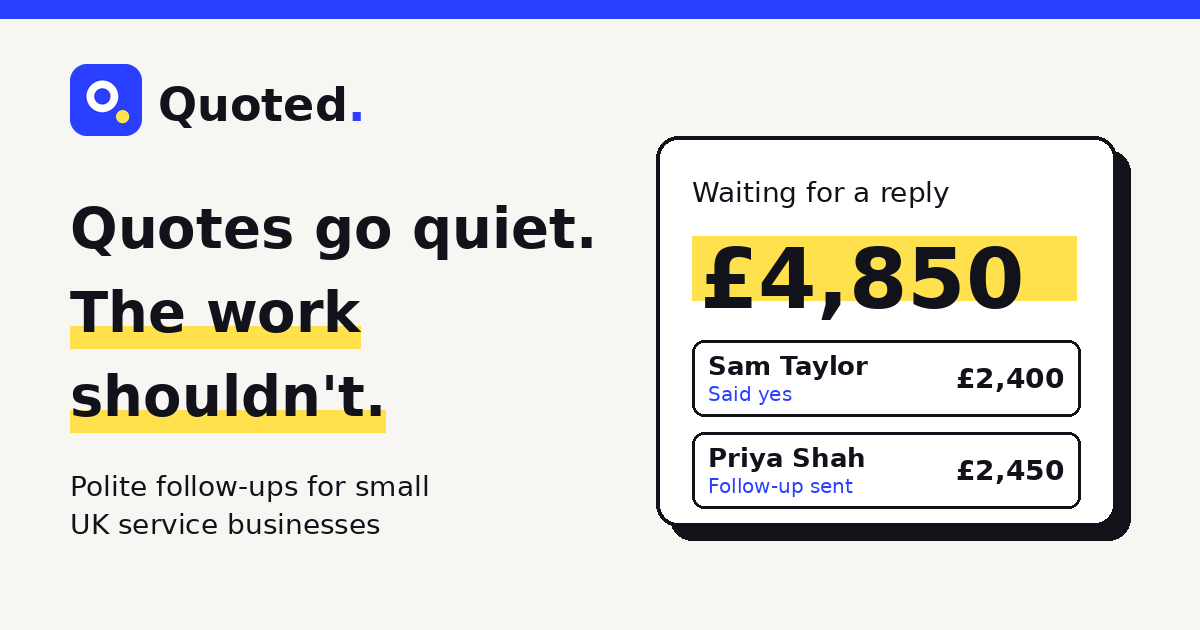 Quoted.
Quotes go quiet.
The work
shouldn't.
Polite follow-ups for small
UK service businesses
Waiting for a reply
£4,850
Sam Taylor
Said yes
£2,400
Priya Shah
Follow-up sent
£2,450